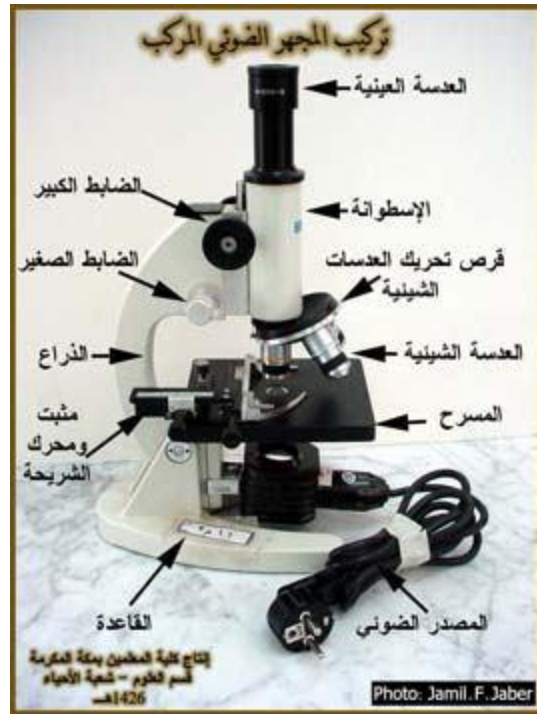 تركيب المجهر الضوئي المركب
العدسة العينية
الضابط الكبير
الإسطوانة
قرص تحريك العدسات
الشيئية
الضابط الصغير
العدسة الشيئية
الذراع
المسرح
مثبت
ومحرك
الشريحة
القاعدة
المصدر الضوئي
إنتاج كلية المعلمين بمكة المكرمة
قسم العلوم – شعبة الأحياء
1426هـ
Photo: Jamil.F.Jaber